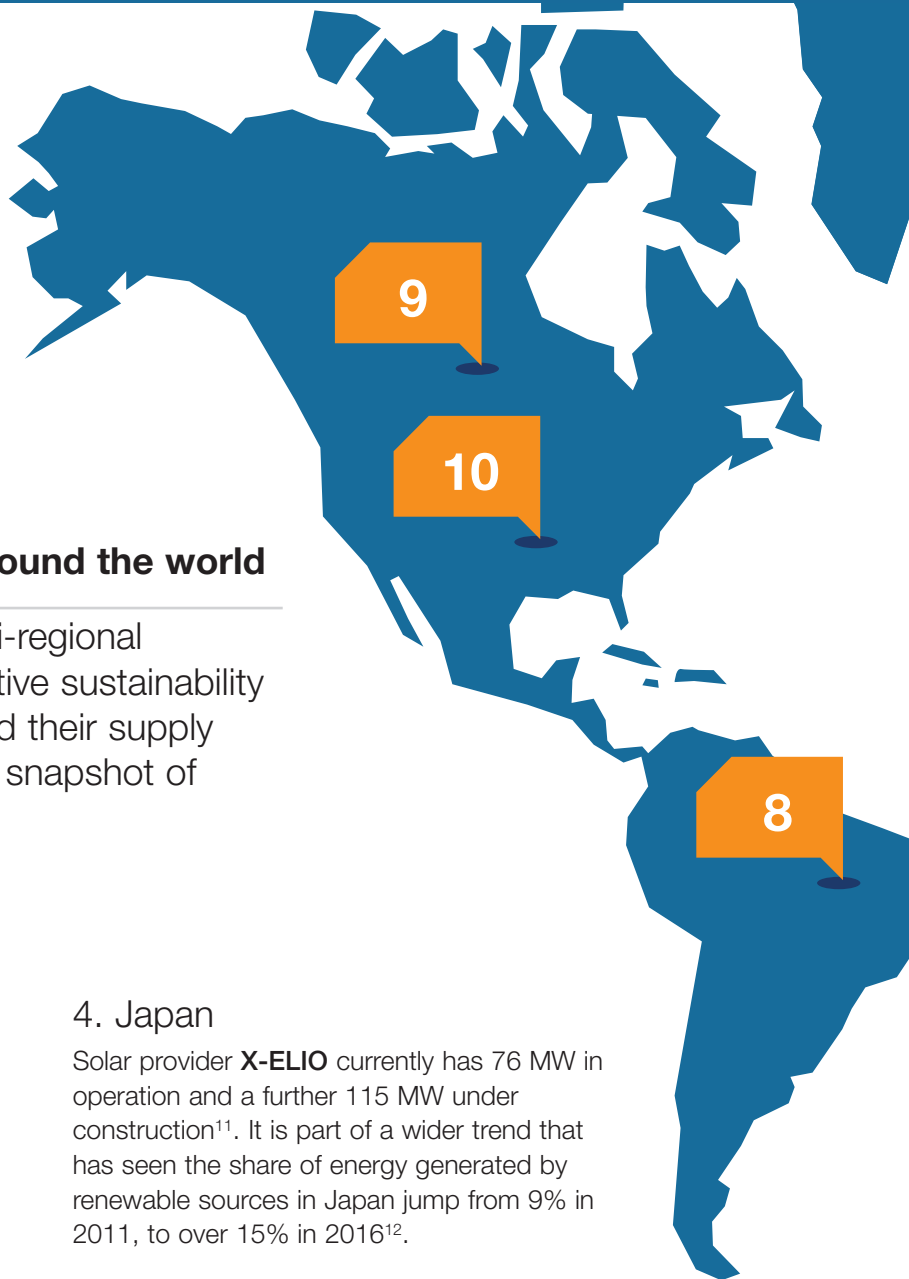 9
10
ound the world
i-regional
tive sustainability
d their supply
snapshot of
8
4. Japan
Solar provider X-ELIO currently has 76 MW in
operation and a further 115 MW under
construction¹¹. It is part of a wider trend that
has seen the share of energy generated by
renewable sources in Japan jump from 9% in
2011, to over 15% in 2016¹².